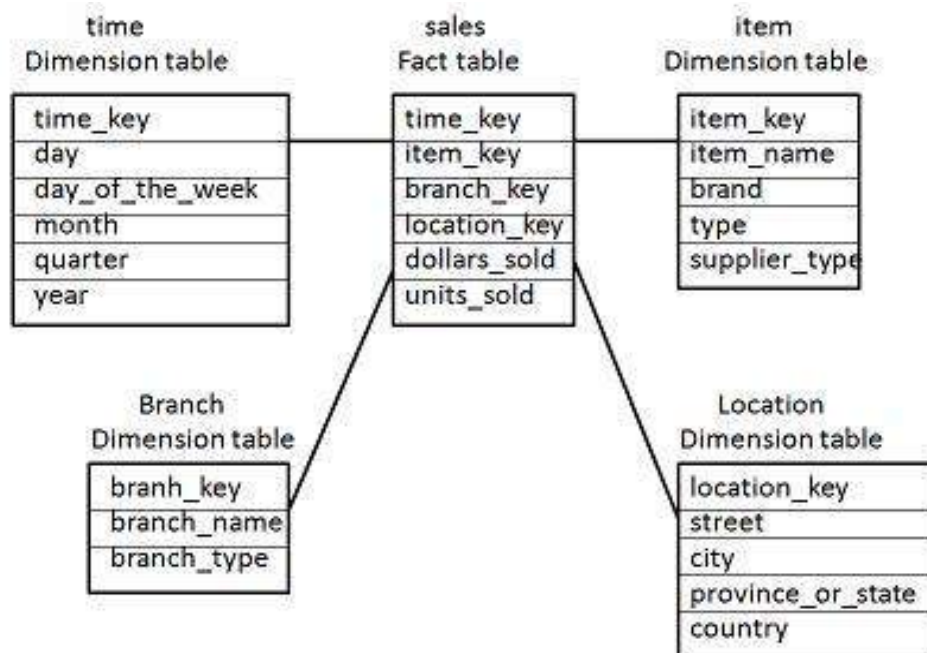 time
Dimension table
time_key
day
day_of_the_week
month
quarter
year
sales
Fact table
time_key
item_key
branch_key
location_key
dollars_sold
units_sold
item
Dimension table
item_key
item_name
brand
type
supplier_type
Branch
Dimension table
branh_key
branch_name
branch_type
Location
Dimension table
location_key
street
city
province_or_state
country